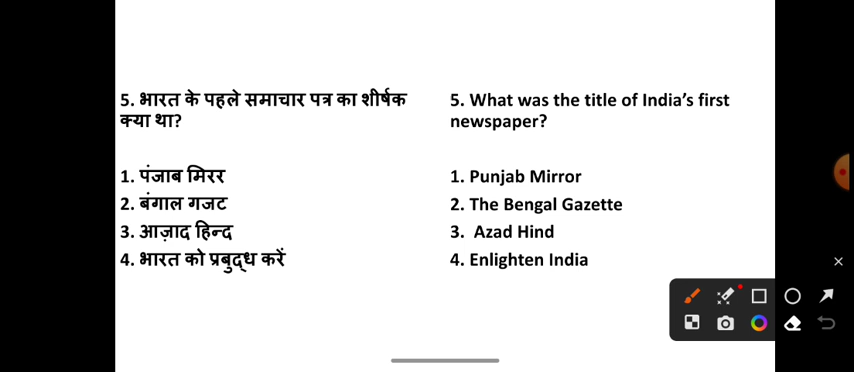 5. भारत के पहले समाचार पत्र का शीर्षक
क्या था?
1. पंजाब मिरर
2. बंगाल गजट
3. आज़ाद हिन्द
4. भारत को प्रबुद्ध करें
5. What was the title of India's first
newspaper?
1. Punjab Mirror
2. The Bengal Gazette
3. Azad Hind
4. Enlighten India